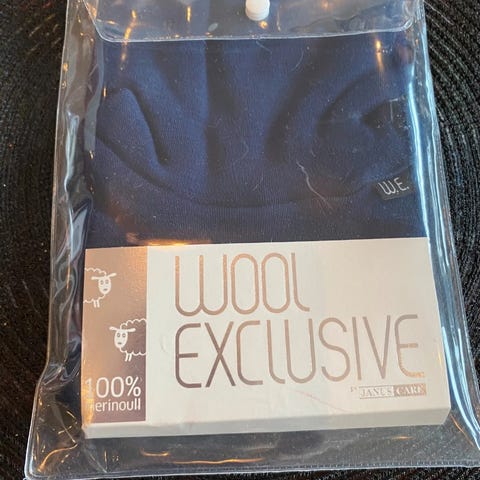 W.E.
WOOL
EXCLUSIVE
BY JANUS CARE
100%
merinoull